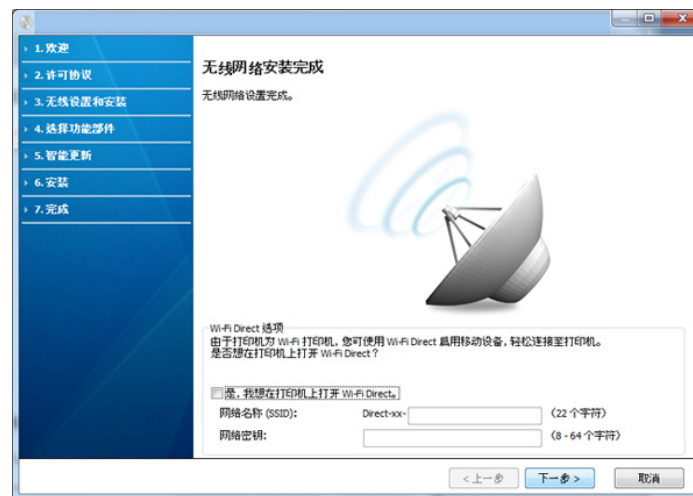 1.欢迎
2.许可协议
3.无线设置和安装
4.选择功能部件
5.智能更新
6.安装
7.完成
无线网络安装完成
无线网络设置完成。
Wi-Fi Direct 选项
由于打印机为 Wi-Fi 打印机，您可使用 Wi-Fi Direct 启用移动设备，轻松连接至打印机。
是否想在打印机上打开 Wi-Fi Direct？
是，我想在打印机上打开 Wi-Fi Direct。
网络名称 (SSID): Direct-xx- （22 个字符）
网络密钥: （8 - 64 个字符）
<上一步 下一步> 取消